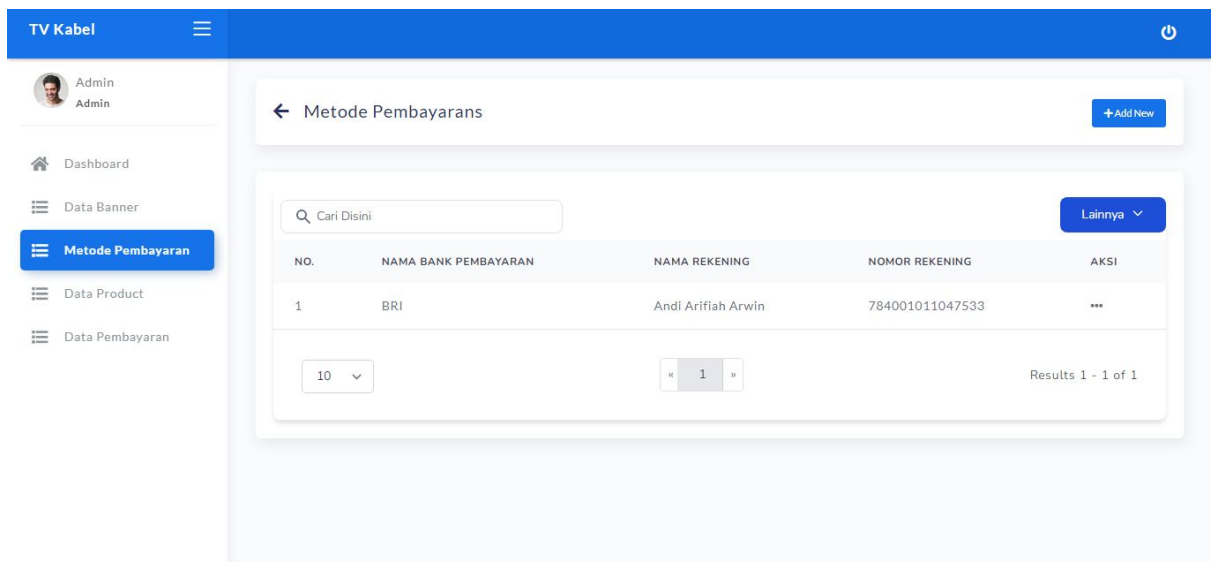 TV Kabel
Admin
Admin
Dashboard
Data Banner
Metode Pembayaran
Data Product
Data Pembayaran
Metode Pembayarans
+ Add New
Cari Disini
Lainnya
NO. NAMA BANK PEMBAYARAN NAMA REKENING NOMOR REKENING AKSI
1 BRI Andi Arifiah Arwin 784001011047533 •••
10 « 1 » Results 1 - 1 of 1